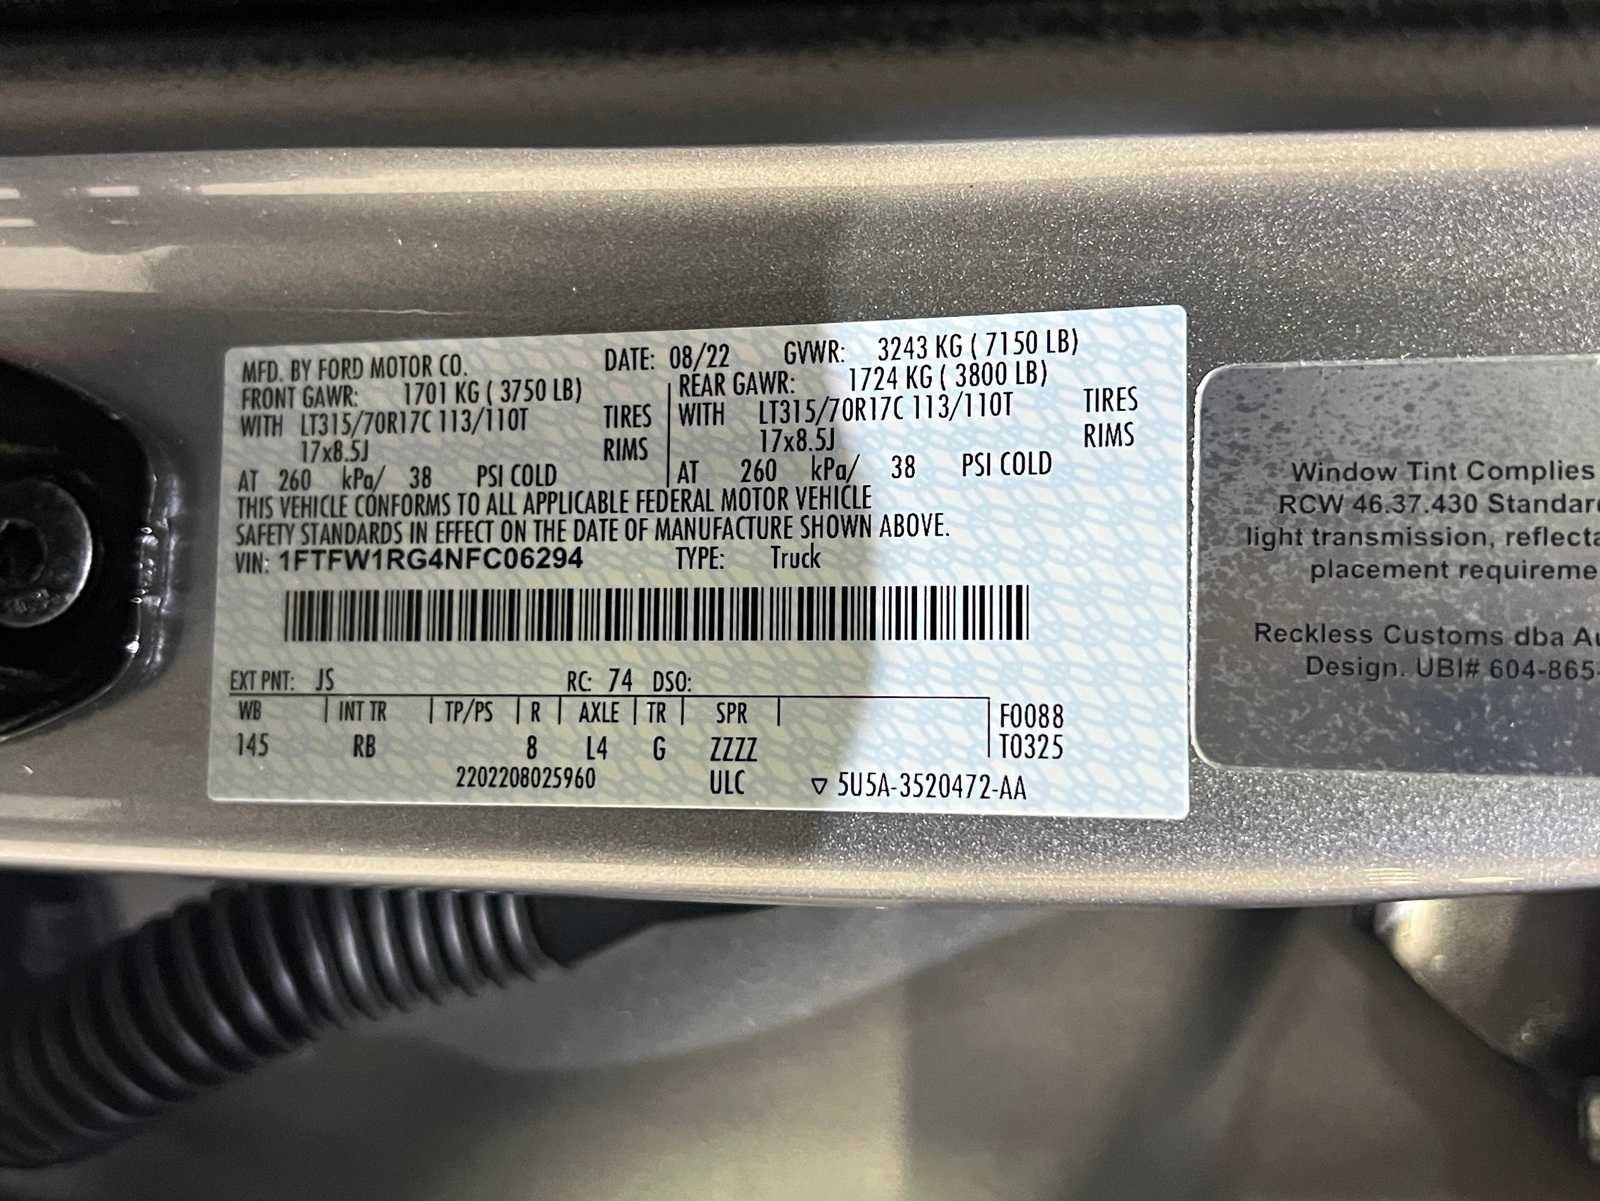 MFD. BY FORD MOTOR CO. DATE: 08/22 GVWR: 3243 KG ( 7150 LB)
FRONT GAWR: 1701 KG ( 3750 LB) REAR GAWR: 1724 KG ( 3800 LB)
WITH LT315/70R17C 113/110T TIRES WITH LT315/70R17C 113/110T TIRES
17x8.5J RIMS 17x8.5J RIMS
AT 260 kPa/ 38 PSI COLD AT 260 kPa/ 38 PSI COLD
THIS VEHICLE CONFORMS TO ALL APPLICABLE FEDERAL MOTOR VEHICLE
SAFETY STANDARDS IN EFFECT ON THE DATE OF MANUFACTURE SHOWN ABOVE.
VIN: 1FTFW1RG4NFC06294 TYPE: Truck
EXT PNT: JS RC: 74 DSO:
WB INT TR TP/PS R AXLE TR SPR F0088
145 RB 8 L4 G ZZZZ T0325
2202208025960 ULC ▽ 5U5A-3520472-AA
Window Tint Complies
RCW 46.37.430 Standar
light transmission, reflecta
placement requireme
Reckless Customs dba Au
Design. UBI# 604-865